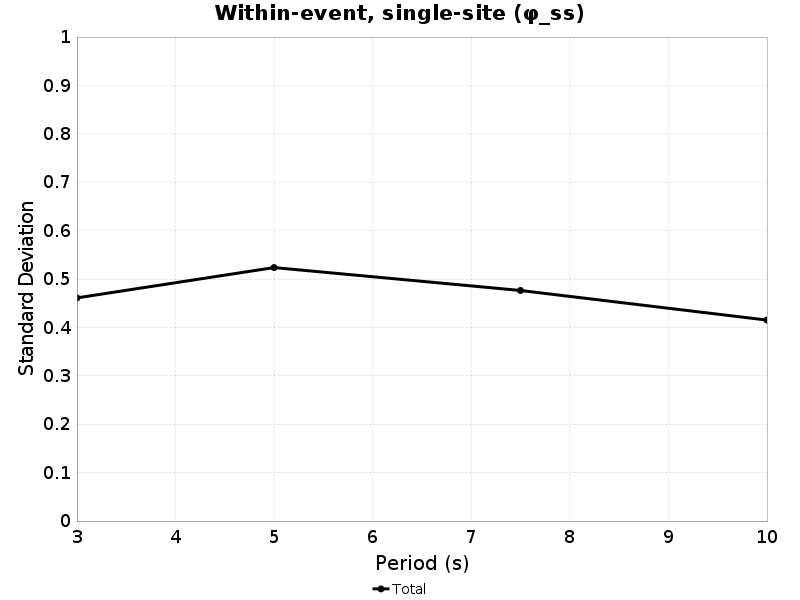 Within-event, single-site (φ_ss)
1
0.9
0.8
0.7
0.6
0.5
0.4
0.3
0.2
0.1
0
Standard Deviation
3 4 5 6 7 8 9 10
Period (s)
Total